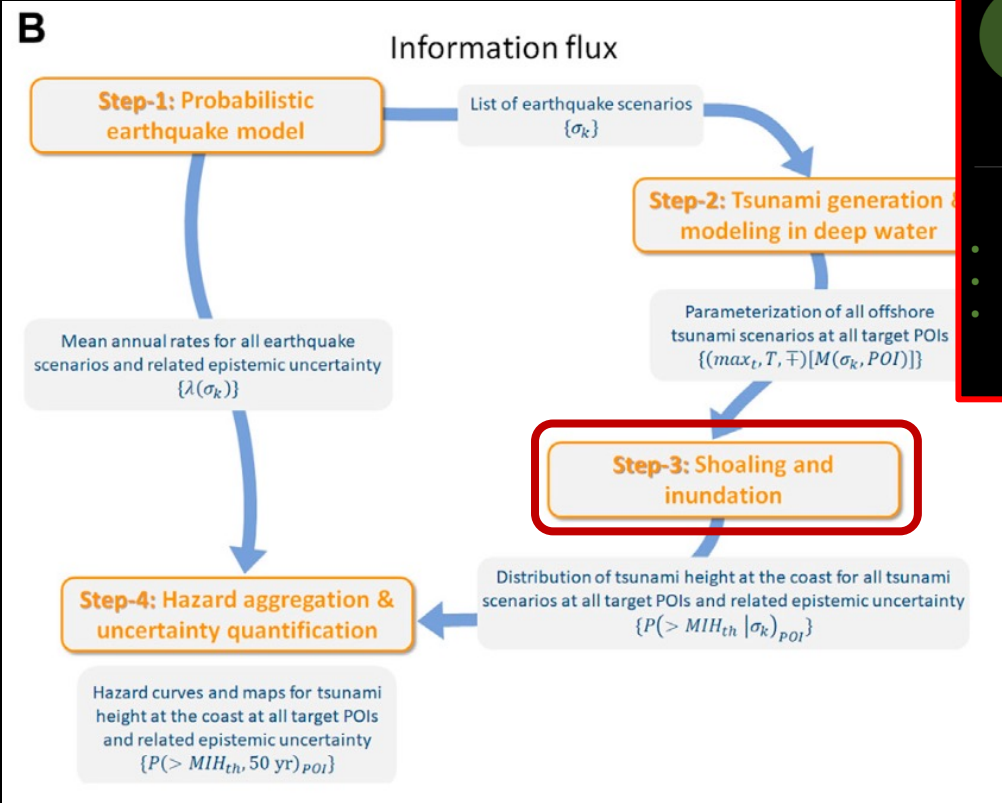 B
Information flux
Step-1: Probabilistic
earthquake model
List of earthquake scenarios
{σₖ}
Step-2: Tsunami generation
modeling in deep water
Mean annual rates for all earthquake
scenarios and related epistemic uncertainty
{λ(σₖ)}
Parameterization of all offshore
tsunami scenarios at all target POIs
{(maxₜ, T, ∓)[M(σₖ, POI)]}
Step-3: Shoaling and
inundation
Distribution of tsunami height at the coast for all tsunami
scenarios at all target POIs and related epistemic uncertainty
{P(> MIH_th |σₖ)_POI}
Step-4: Hazard aggregation &
uncertainty quantification
Hazard curves and maps for tsunami
height at the coast at all target POIs
and related epistemic uncertainty
{P(> MIH_th, 50 yr)_POI}